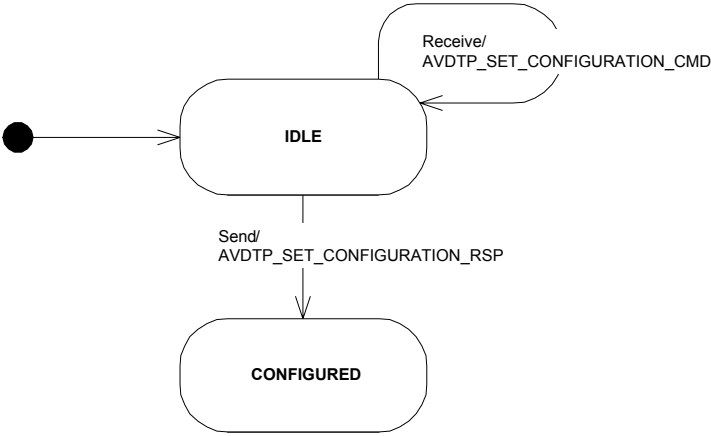 Receive/
AVDTP_SET_CONFIGURATION_CMD
IDLE
Send/
AVDTP_SET_CONFIGURATION_RSP
CONFIGURED